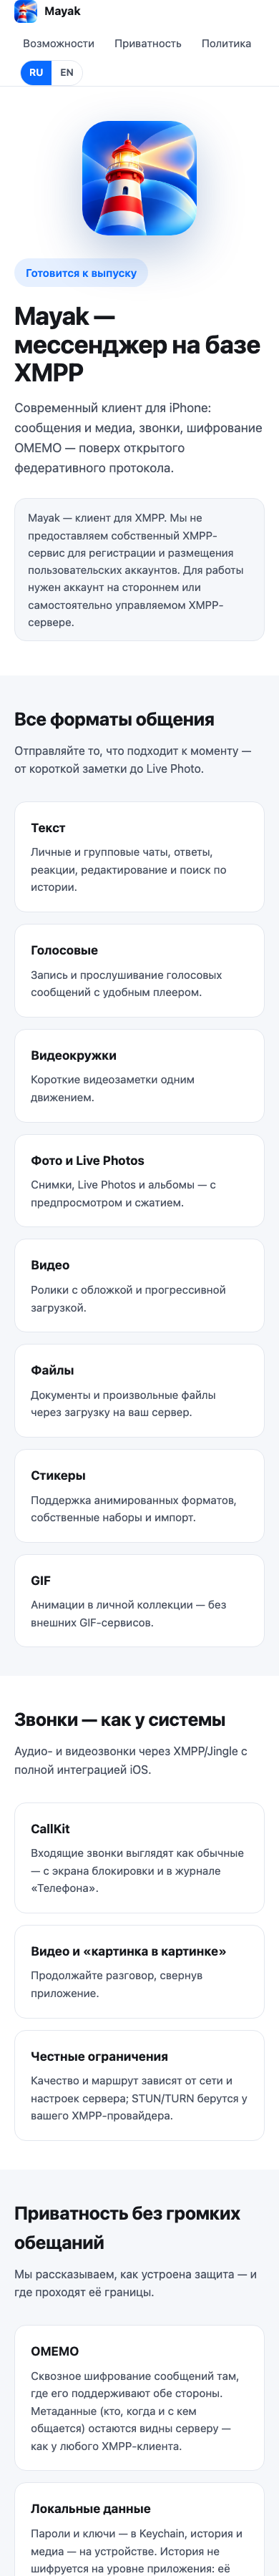 Mayak
Возможности Приватность Политика
RU EN
Готовится к выпуску
Mayak —
мессенджер на базе
XMPP
Современный клиент для iPhone:
сообщения и медиа, звонки, шифрование
OMEMO — поверх открытого
федеративного протокола.
Mayak — клиент для XMPP. Мы не
предоставляем собственный XMPP-
сервис для регистрации и размещения
пользовательских аккаунтов. Для работы
нужен аккаунт на стороннем или
самостоятельно управляемом XMPP-
сервере.
Все форматы общения
Отправляйте то, что подходит к моменту —
от короткой заметки до Live Photo.
Текст
Личные и групповые чаты, ответы,
реакции, редактирование и поиск по
истории.
Голосовые
Запись и прослушивание голосовых
сообщений с удобным плеером.
Видеокружки
Короткие видеозаметки одним
движением.
Фото и Live Photos
Снимки, Live Photos и альбомы — с
предпросмотром и сжатием.
Видео
Ролики с обложкой и прогрессивной
загрузкой.
Файлы
Документы и произвольные файлы
через загрузку на ваш сервер.
Стикеры
Поддержка анимированных форматов,
собственные наборы и импорт.
GIF
Анимации в личной коллекции — без
внешних GIF-сервисов.
Звонки — как у системы
Аудио- и видеозвонки через XMPP/Jingle с
полной интеграцией iOS.
CallKit
Входящие звонки выглядят как обычные
— с экрана блокировки и в журнале
«Телефона».
Видео и «картинка в картинке»
Продолжайте разговор, свернув
приложение.
Честные ограничения
Качество и маршрут зависят от сети и
настроек сервера; STUN/TURN берутся у
вашего XMPP-провайдера.
Приватность без громких
обещаний
Мы рассказываем, как устроена защита — и
где проходят её границы.
OMEMO
Сквозное шифрование сообщений там,
где его поддерживают обе стороны.
Метаданные (кто, когда и с кем
общается) остаются видны серверу —
как у любого XMPP-клиента.
Локальные данные
Пароли и ключи — в Keychain, история и
медиа — на устройстве. История не
шифруется на уровне приложения: её